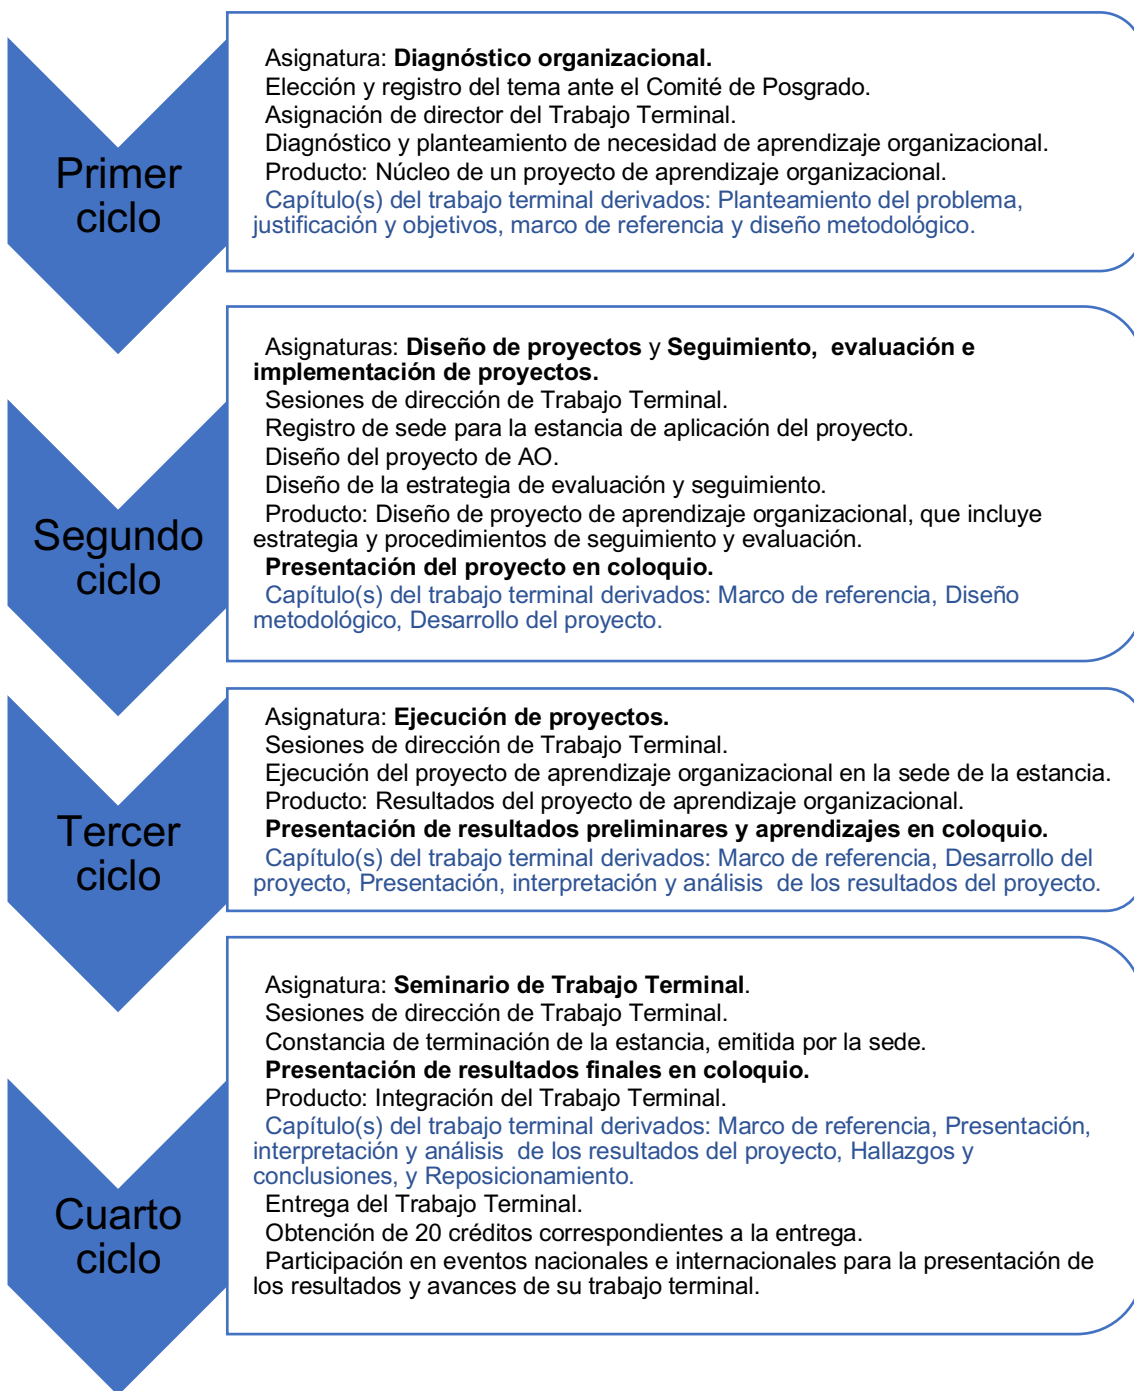 Primer
ciclo
Asignatura: Diagnóstico organizacional.
Elección y registro del tema ante el Comité de Posgrado.
Asignación de director del Trabajo Terminal.
Diagnóstico y planteamiento de necesidad de aprendizaje organizacional.
Producto: Núcleo de un proyecto de aprendizaje organizacional.
Capítulo(s) del trabajo terminal derivados: Planteamiento del problema,
justificación y objetivos, marco de referencia y diseño metodológico.
Segundo
ciclo
Asignaturas: Diseño de proyectos y Seguimiento, evaluación e
implementación de proyectos.
Sesiones de dirección de Trabajo Terminal.
Registro de sede para la estancia de aplicación del proyecto.
Diseño del proyecto de AO.
Diseño de la estrategia de evaluación y seguimiento.
Producto: Diseño de proyecto de aprendizaje organizacional, que incluye
estrategia y procedimientos de seguimiento y evaluación.
Presentación del proyecto en coloquio.
Capítulo(s) del trabajo terminal derivados: Marco de referencia, Diseño
metodológico, Desarrollo del proyecto.
Tercer
ciclo
Asignatura: Ejecución de proyectos.
Sesiones de dirección de Trabajo Terminal.
Ejecución del proyecto de aprendizaje organizacional en la sede de la estancia.
Producto: Resultados del proyecto de aprendizaje organizacional.
Presentación de resultados preliminares y aprendizajes en coloquio.
Capítulo(s) del trabajo terminal derivados: Marco de referencia, Desarrollo del
proyecto, Presentación, interpretación y análisis de los resultados del proyecto.
Cuarto
ciclo
Asignatura: Seminario de Trabajo Terminal.
Sesiones de dirección de Trabajo Terminal.
Constancia de terminación de la estancia, emitida por la sede.
Presentación de resultados finales en coloquio.
Producto: Integración del Trabajo Terminal.
Capítulo(s) del trabajo terminal derivados: Marco de referencia, Presentación,
interpretación y análisis de los resultados del proyecto, Hallazgos y
conclusiones, y Reposicionamiento.
Entrega del Trabajo Terminal.
Obtención de 20 créditos correspondientes a la entrega.
Participación en eventos nacionales e internacionales para la presentación de
los resultados y avances de su trabajo terminal.